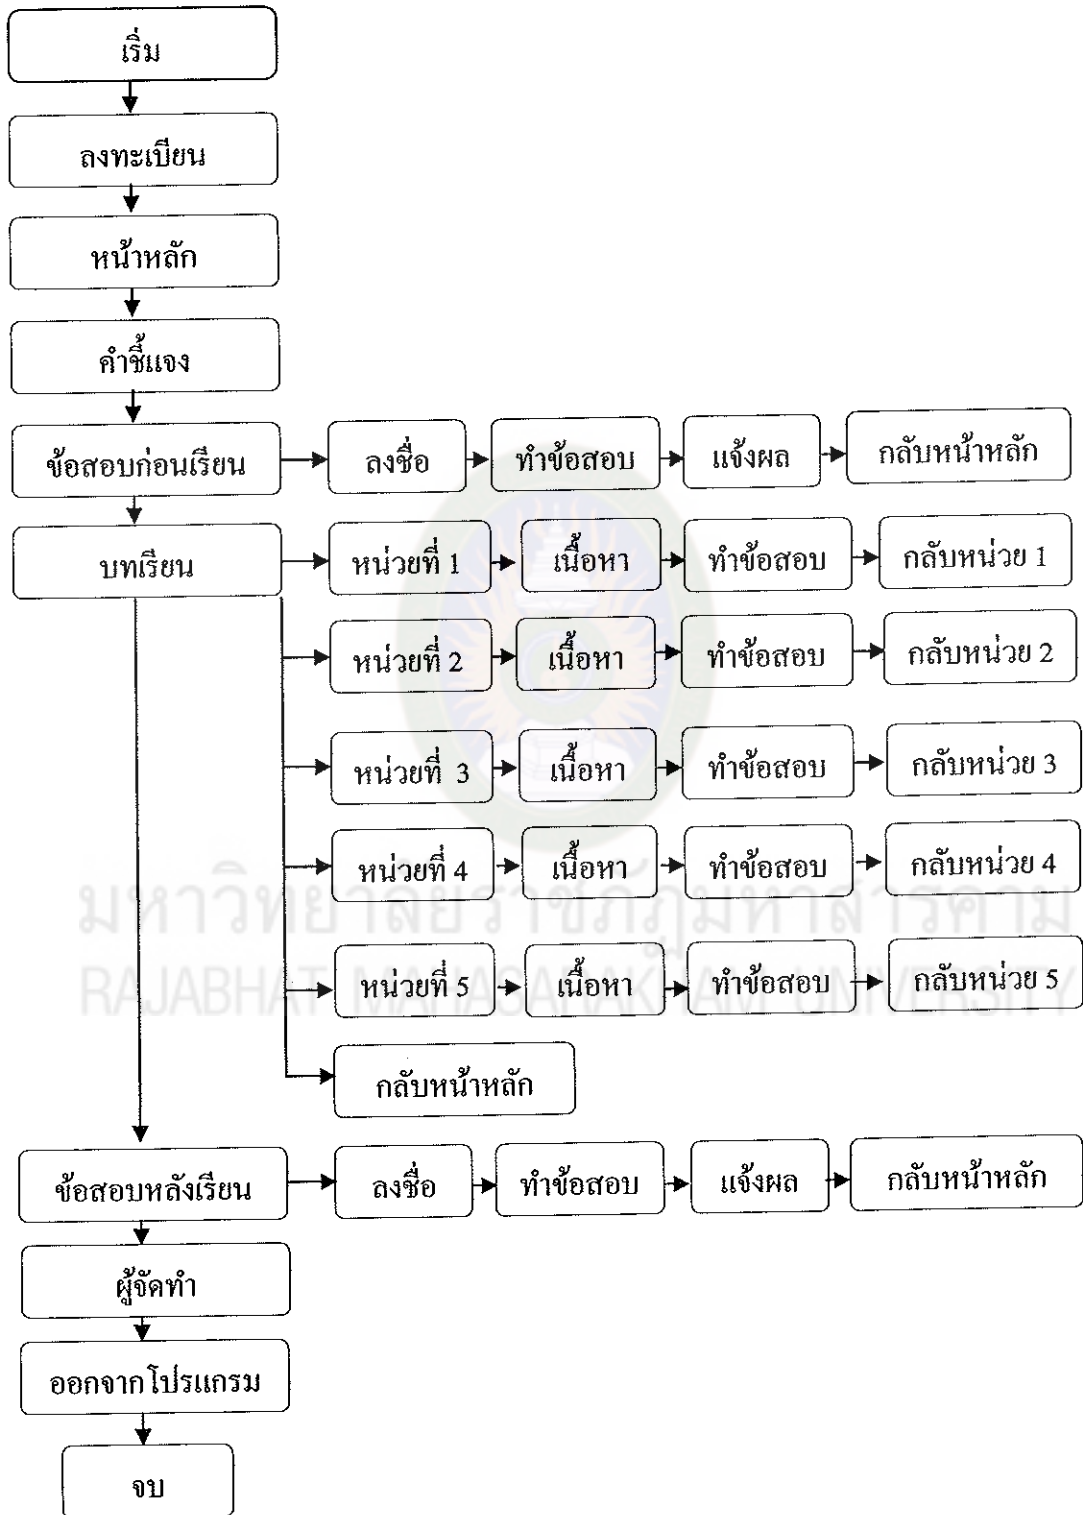 เริ่ม
ลงทะเบียน
หน้าหลัก
คำชี้แจง
ข้อสอบก่อนเรียน ลงชื่อ ทำข้อสอบ แจ้งผล กลับหน้าหลัก
บทเรียน หน่วยที่ 1 เนื้อหา ทำข้อสอบ กลับหน่วย 1
หน่วยที่ 2 เนื้อหา ทำข้อสอบ กลับหน่วย 2
หน่วยที่ 3 เนื้อหา ทำข้อสอบ กลับหน่วย 3
หน่วยที่ 4 เนื้อหา ทำข้อสอบ กลับหน่วย 4
มหาวิทยาลัยราชภัฏมหาสารคาม
หน่วยที่ 5 เนื้อหา ทำข้อสอบ กลับหน่วย 5
RAJABHAT MAHASARAKHAM UNIVERSITY
กลับหน้าหลัก
ข้อสอบหลังเรียน ลงชื่อ ทำข้อสอบ แจ้งผล กลับหน้าหลัก
ผู้จัดทำ
ออกจากโปรแกรม
จบ